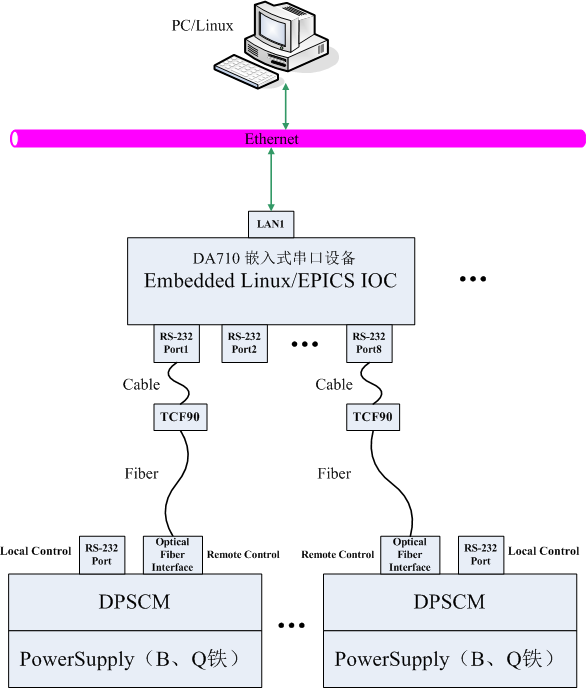 PC/Linux
Ethernet
LAN1
DA710 嵌入式串口设备
Embedded Linux/EPICS IOC
•••
RS-232
Port1
RS-232
Port2
•••
RS-232
Port8
Cable
Cable
TCF90
TCF90
Fiber
Fiber
Local Control
RS-232
Port
Optical
Fiber
Interface
Remote Control
Remote Control
Optical
Fiber
Interface
RS-232
Port
Local Control
DPSCM
DPSCM
•••
PowerSupply（B、Q铁）
PowerSupply（B、Q铁）